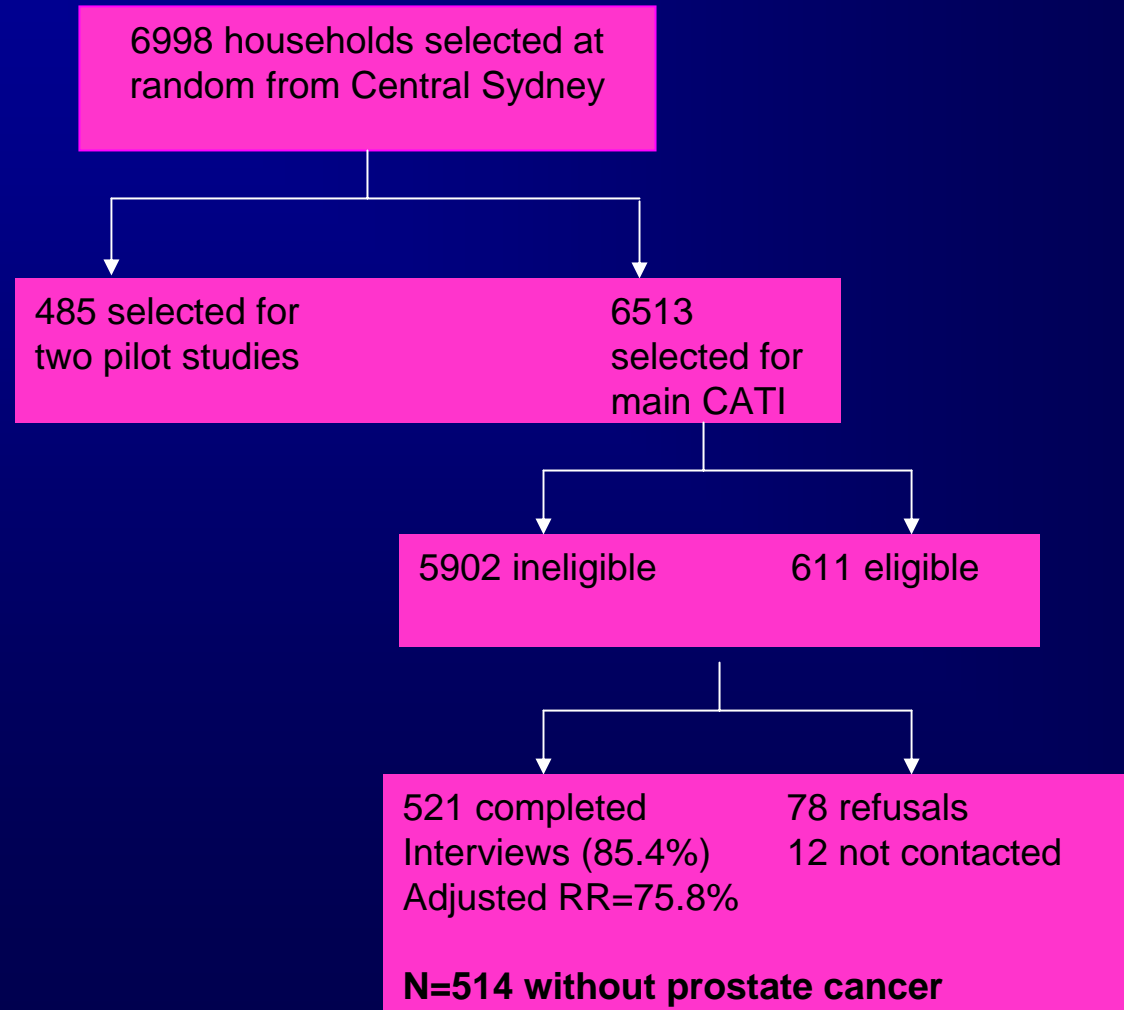 6998 households selected at
random from Central Sydney
485 selected for
two pilot studies
6513
selected for
main CATI
5902 ineligible
611 eligible
521 completed
Interviews (85.4%)
Adjusted RR=75.8%
78 refusals
12 not contacted
N=514 without prostate cancer